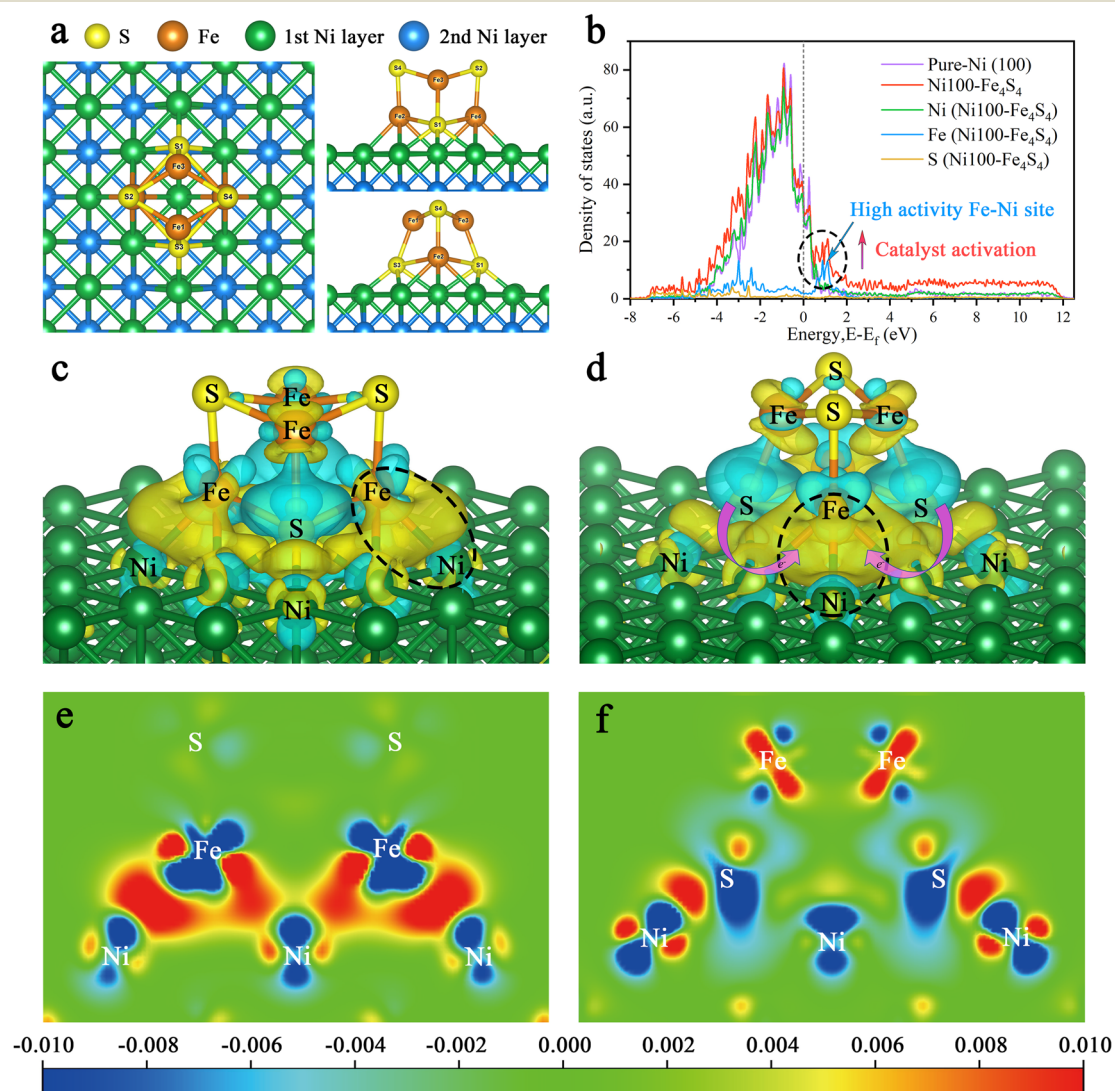 a S Fe 1st Ni layer 2nd Ni layer
S1
Fe3
S2 S4
Fe1
S3
S4 S2
Fe3
Fe2 Fe4
S1
S4
Fe1 Fe3
Fe2
S3 S1
b
Density of states (a.u.)
80
60
40
20
0
Pure-Ni (100)
Ni100-Fe₄S₄
Ni (Ni100-Fe₄S₄)
Fe (Ni100-Fe₄S₄)
S (Ni100-Fe₄S₄)
High activity Fe-Ni site
Catalyst activation
-8 -6 -4 -2 0 2 4 6 8 10 12
Energy,E-E_f (eV)
c
S Fe S
Fe
Fe Fe
S
Ni Ni
Ni
d
S
Fe S Fe
S Fe S
Ni e⁻ e⁻ Ni
Ni
e
S S
Fe Fe
Ni Ni Ni
f
Fe Fe
S S
Ni Ni Ni
-0.010 -0.008 -0.006 -0.004 -0.002 0.000 0.002 0.004 0.006 0.008 0.010